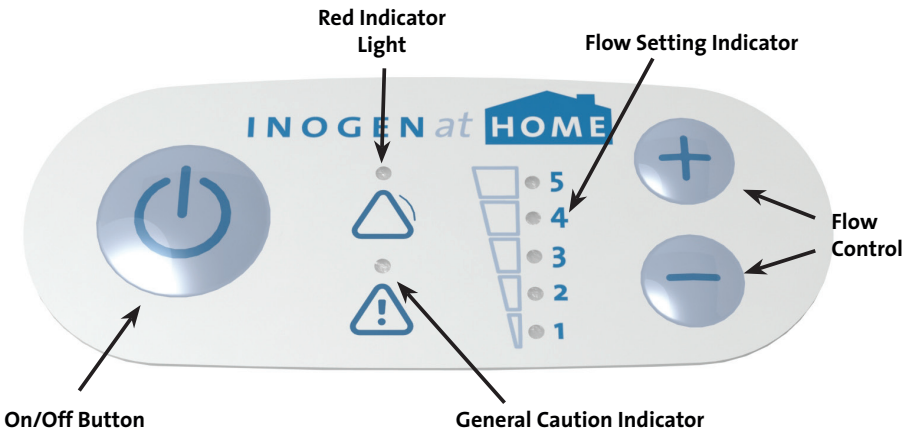 Red Indicator
Light
Flow Setting Indicator
INOGEN at HOME
5
4
3
2
1
!
Flow
Control
On/Off Button
General Caution Indicator